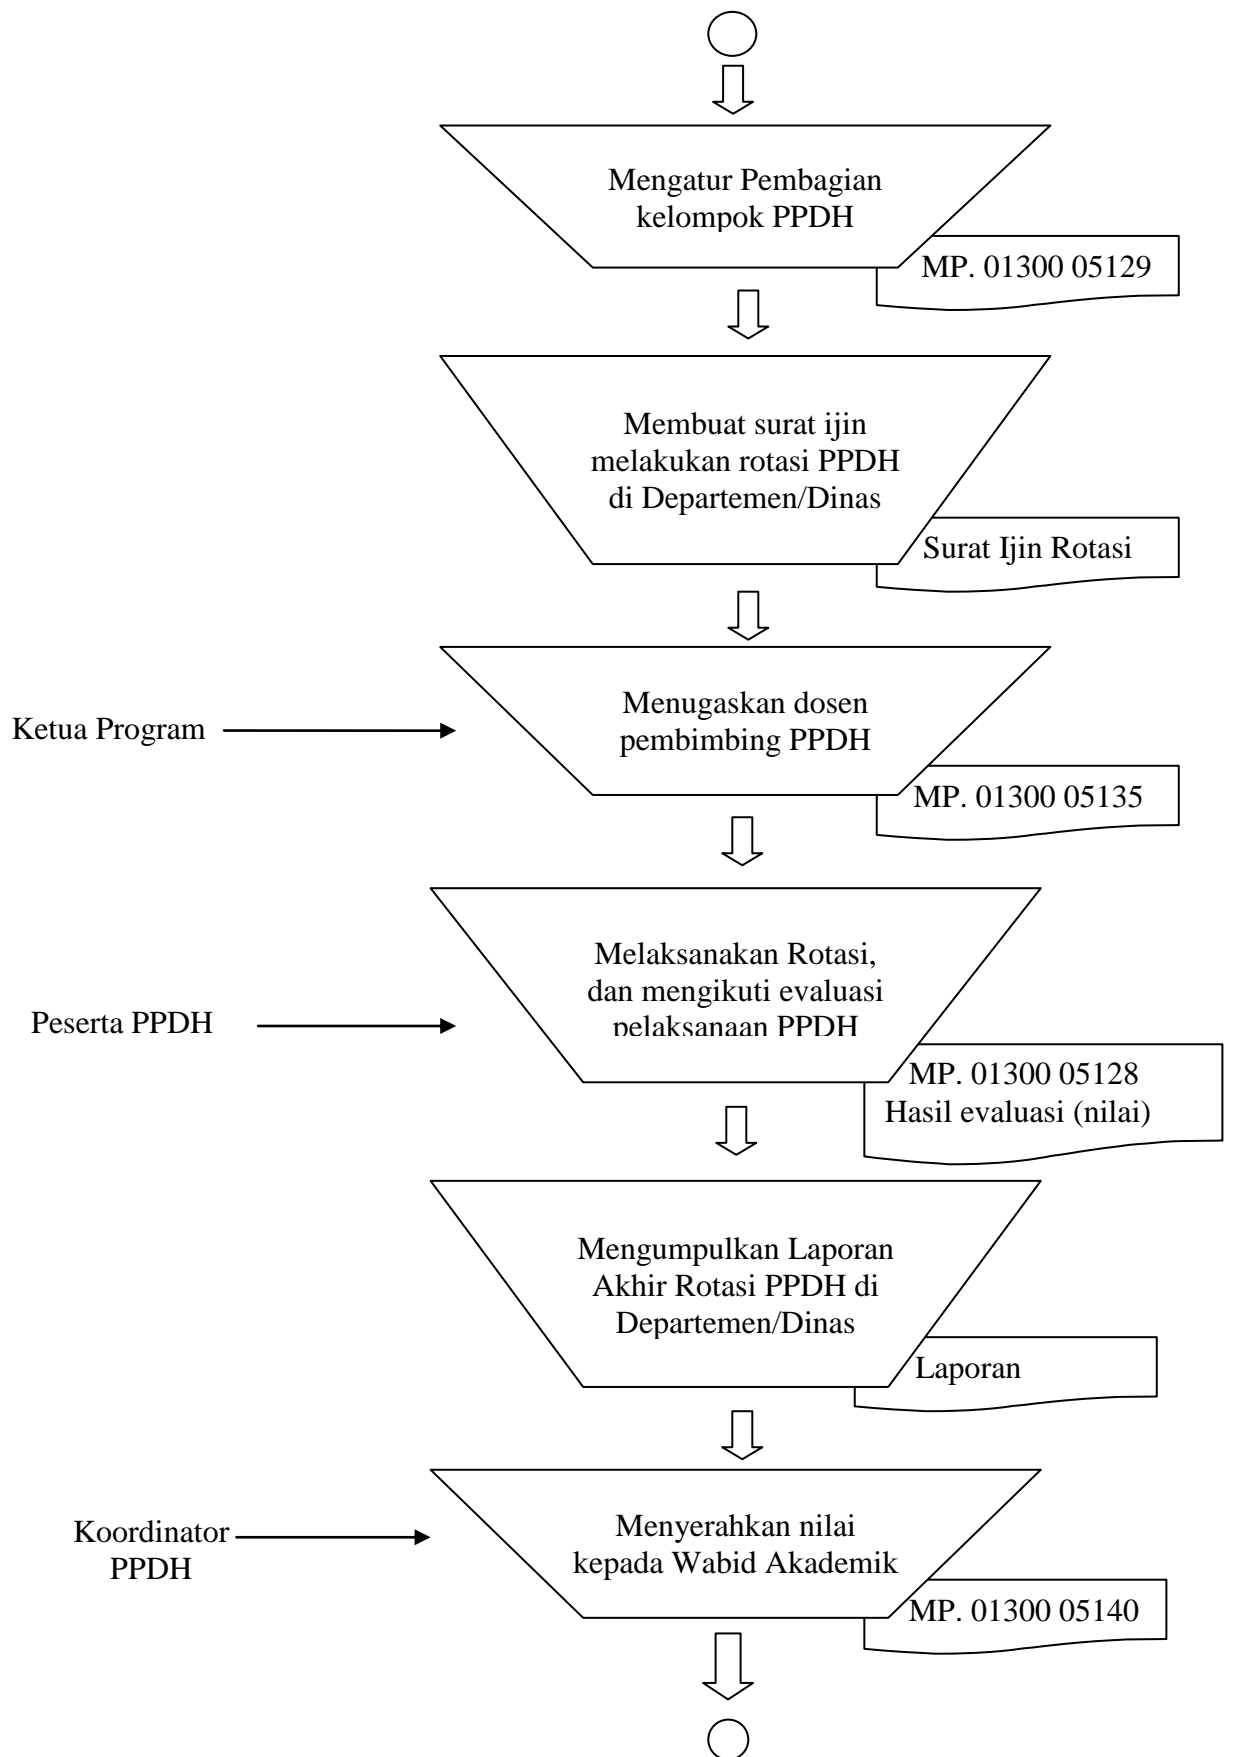 Mengatur Pembagian
kelompok PPDH
MP. 01300 05129
Membuat surat ijin
melakukan rotasi PPDH
di Departemen/Dinas
Surat Ijin Rotasi
Ketua Program
Menugaskan dosen
pembimbing PPDH
MP. 01300 05135
Peserta PPDH
Melaksanakan Rotasi,
dan mengikuti evaluasi
pelaksanaan PPDH
MP. 01300 05128
Hasil evaluasi (nilai)
Mengumpulkan Laporan
Akhir Rotasi PPDH di
Departemen/Dinas
Laporan
Koordinator
PPDH
Menyerahkan nilai
kepada Wabid Akademik
MP. 01300 05140